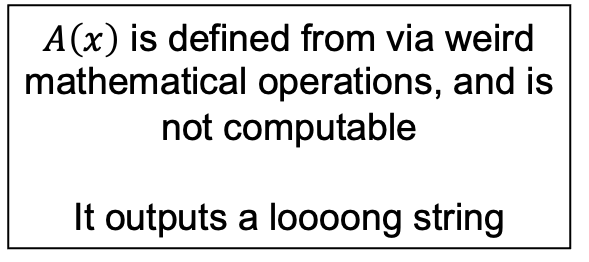 A(x) is defined from via weird
mathematical operations, and is
not computable
It outputs a loooong string